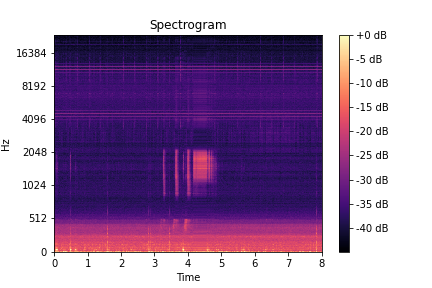 Spectrogram
Hz
16384
8192
4096
2048
1024
512
0
0 1 2 3 4 5 6 7 8
Time
+0 dB
-5 dB
-10 dB
-15 dB
-20 dB
-25 dB
-30 dB
-35 dB
-40 dB